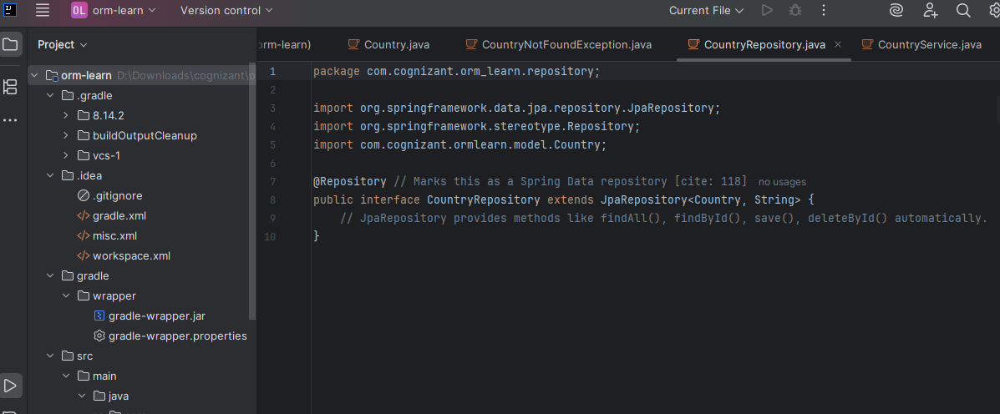 OL orm-learn Version control Current File
Project
orm-learn) Country.java CountryNotFoundException.java CountryRepository.java CountryService.java
orm-learn D:\Downloads\cognizant\o
.gradle
8.14.2
buildOutputCleanup
vcs-1
.idea
.gitignore
gradle.xml
misc.xml
workspace.xml
gradle
wrapper
gradle-wrapper.jar
gradle-wrapper.properties
src
main
java
1 package com.cognizant.orm_learn.repository;
2
3 import org.springframework.data.jpa.repository.JpaRepository;
4 import org.springframework.stereotype.Repository;
5 import com.cognizant.ormlearn.model.Country;
6
7 @Repository // Marks this as a Spring Data repository [cite: 118] no usages
8 public interface CountryRepository extends JpaRepository<Country, String> {
9 // JpaRepository provides methods like findAll(), findById(), save(), deleteById() automatically.
10 }